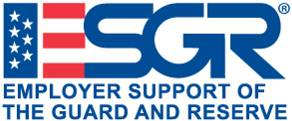 ESGR®
EMPLOYER SUPPORT OF
THE GUARD AND RESERVE